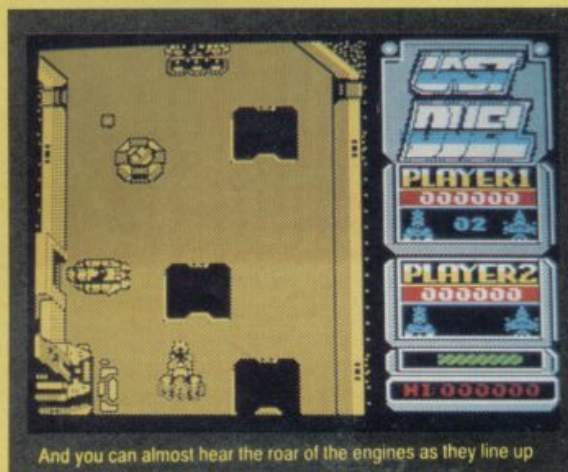 LAST
DUEL
PLAYER1
000000
02
PLAYER2
000000
HI:000000
And you can almost hear the roar of the engines as they line up